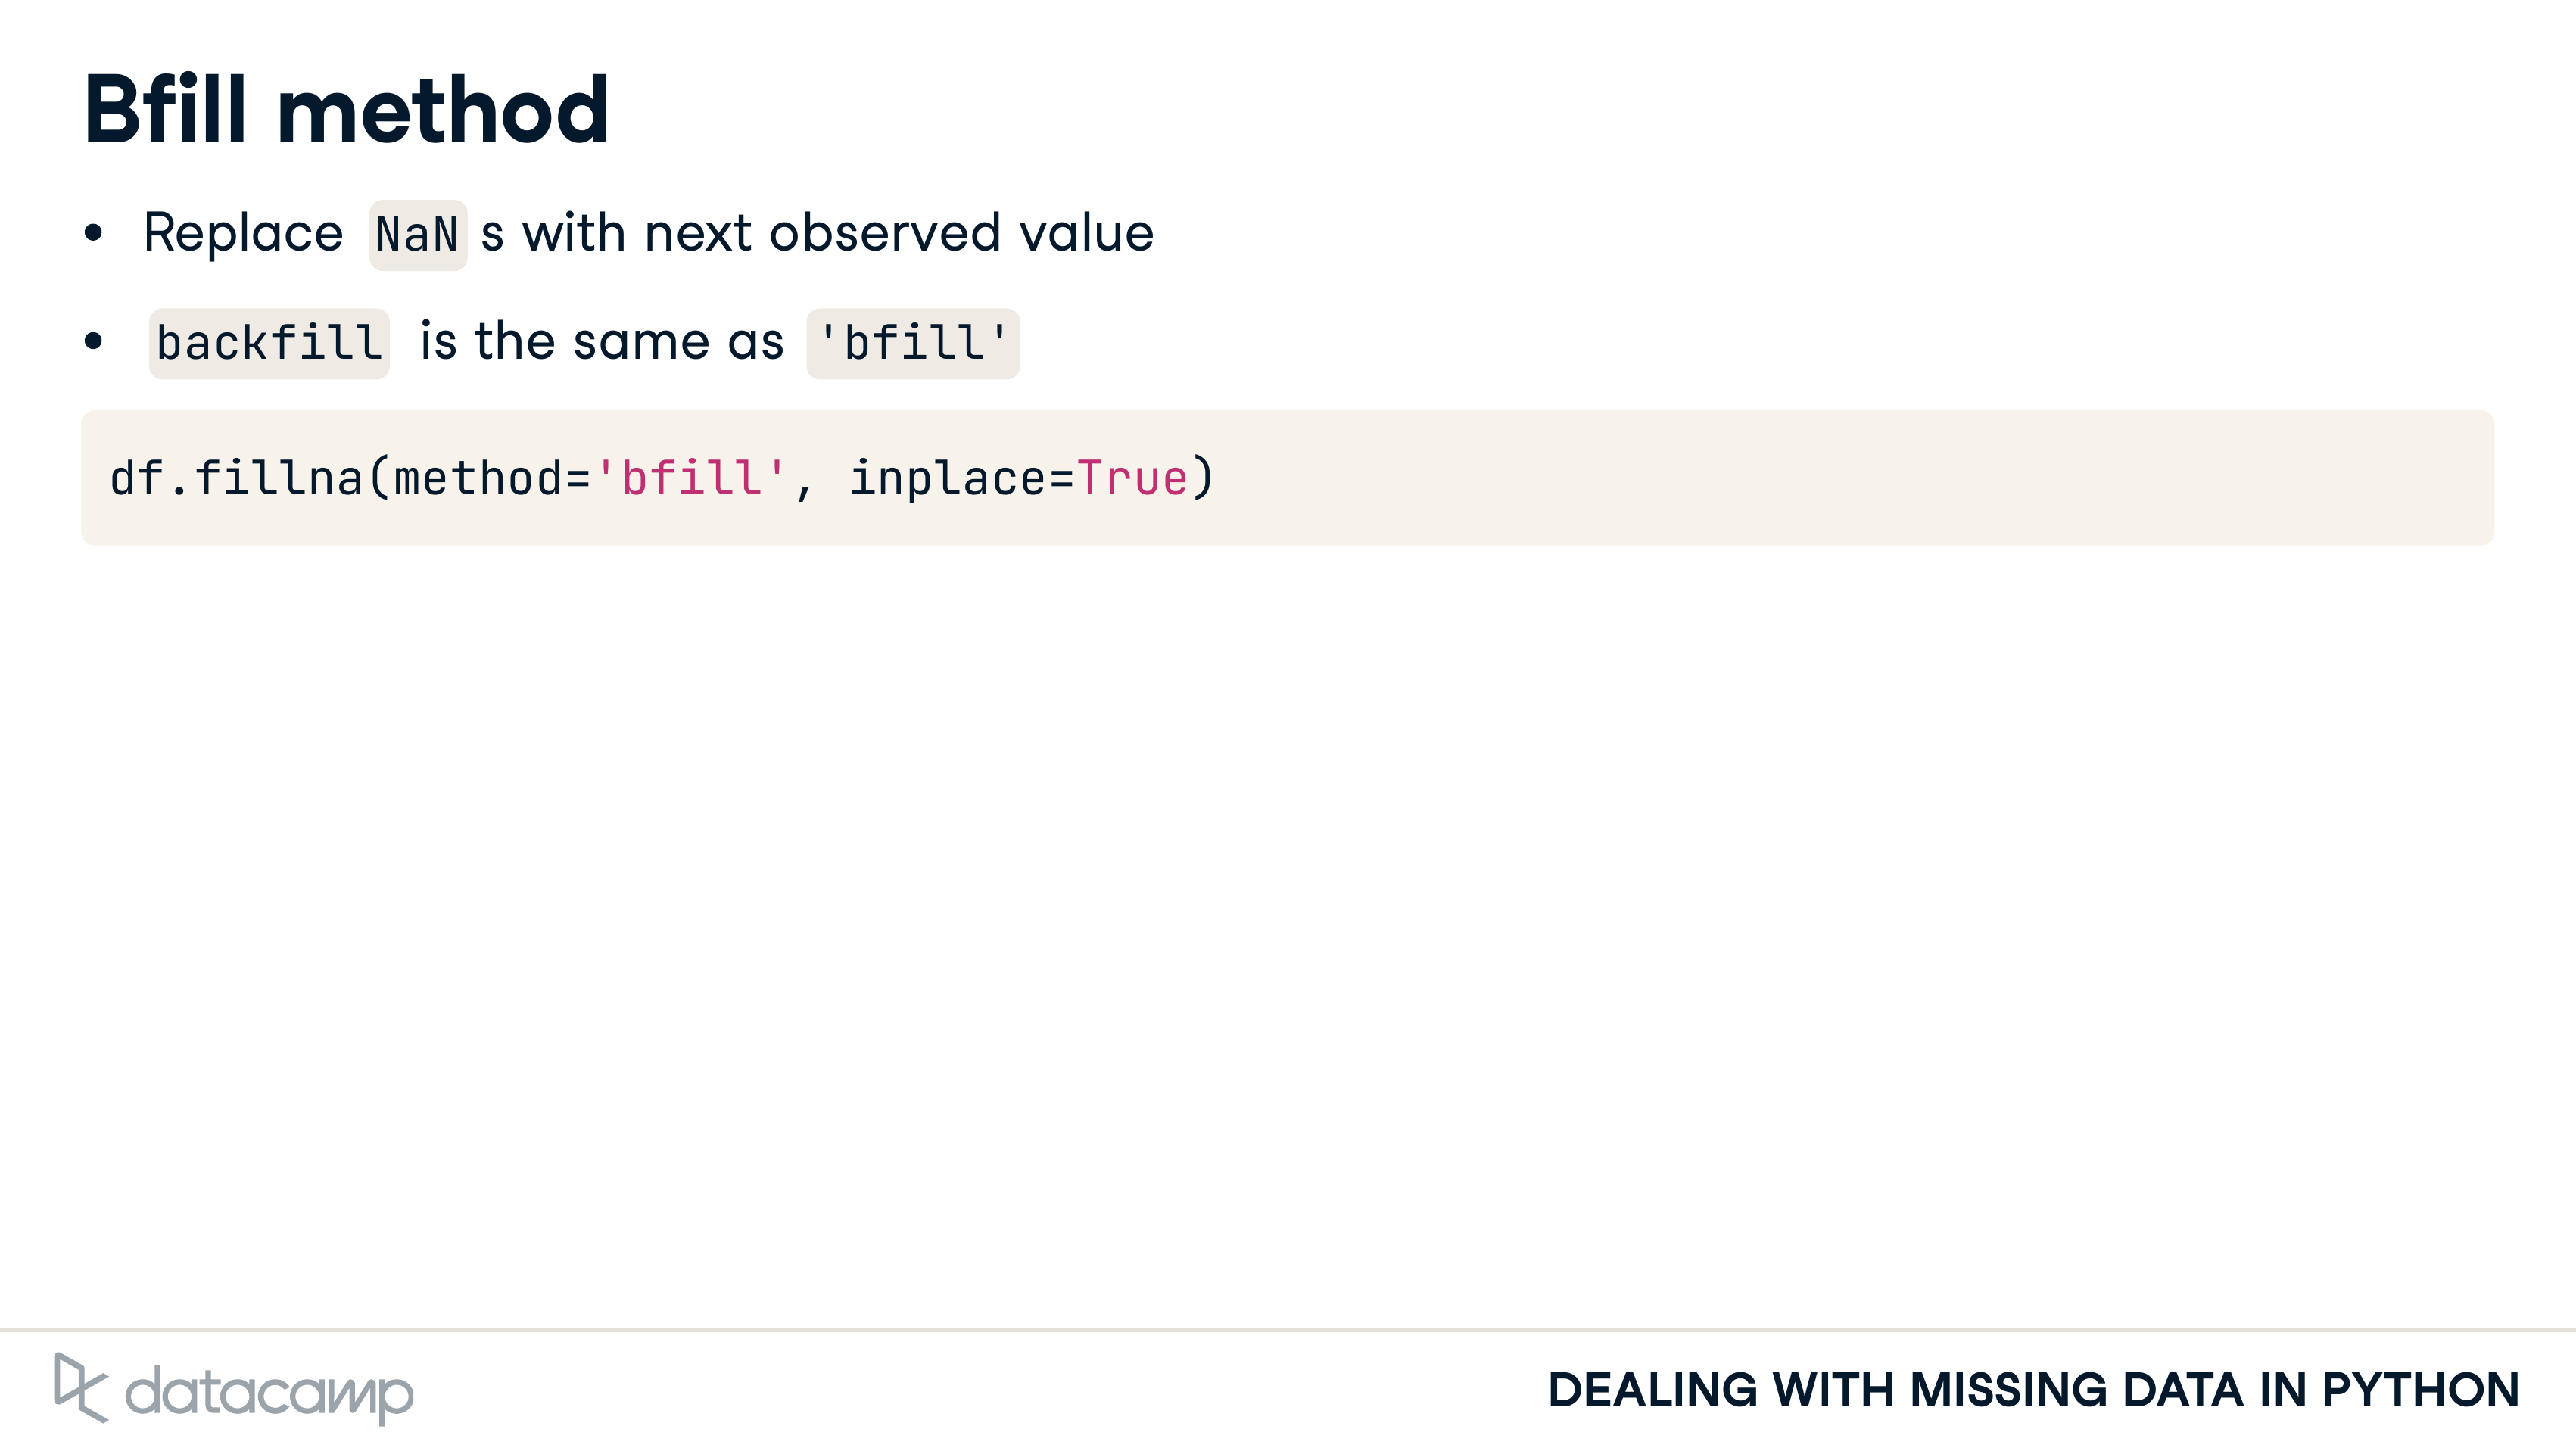 Bfill method
• Replace NaN s with next observed value
• backfill is the same as 'bfill'
df.fillna(method='bfill', inplace=True)
datacamp
DEALING WITH MISSING DATA IN PYTHON